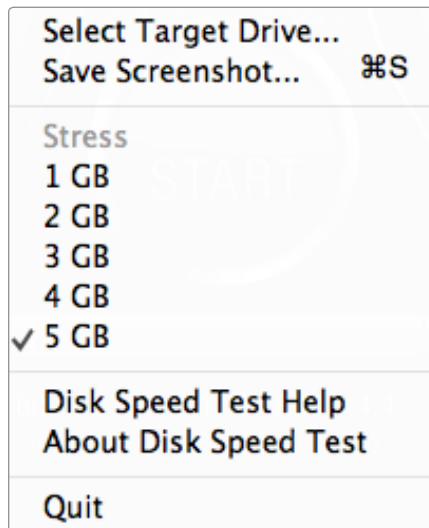 Select Target Drive...
Save Screenshot... ⌘S
Stress
1 GB
START
2 GB
3 GB
4 GB
✓ 5 GB
Disk Speed Test Help
About Disk Speed Test
Quit